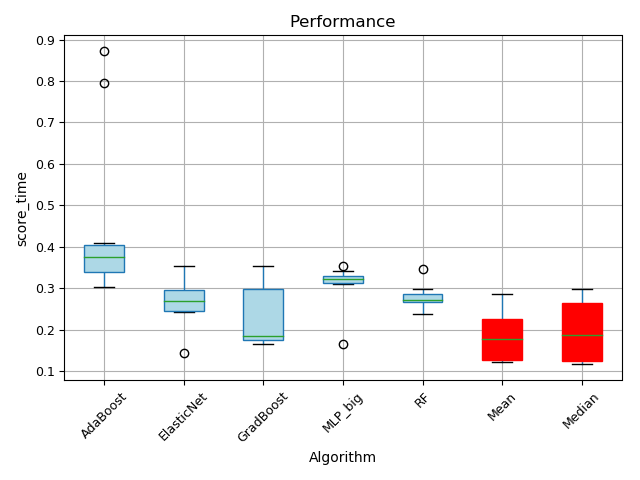 Performance
0.9
0.8
0.7
0.6
0.5
0.4
0.3
0.2
0.1
score_time
AdaBoost
ElasticNet
GradBoost
MLP_big
RF
Mean
Median
Algorithm